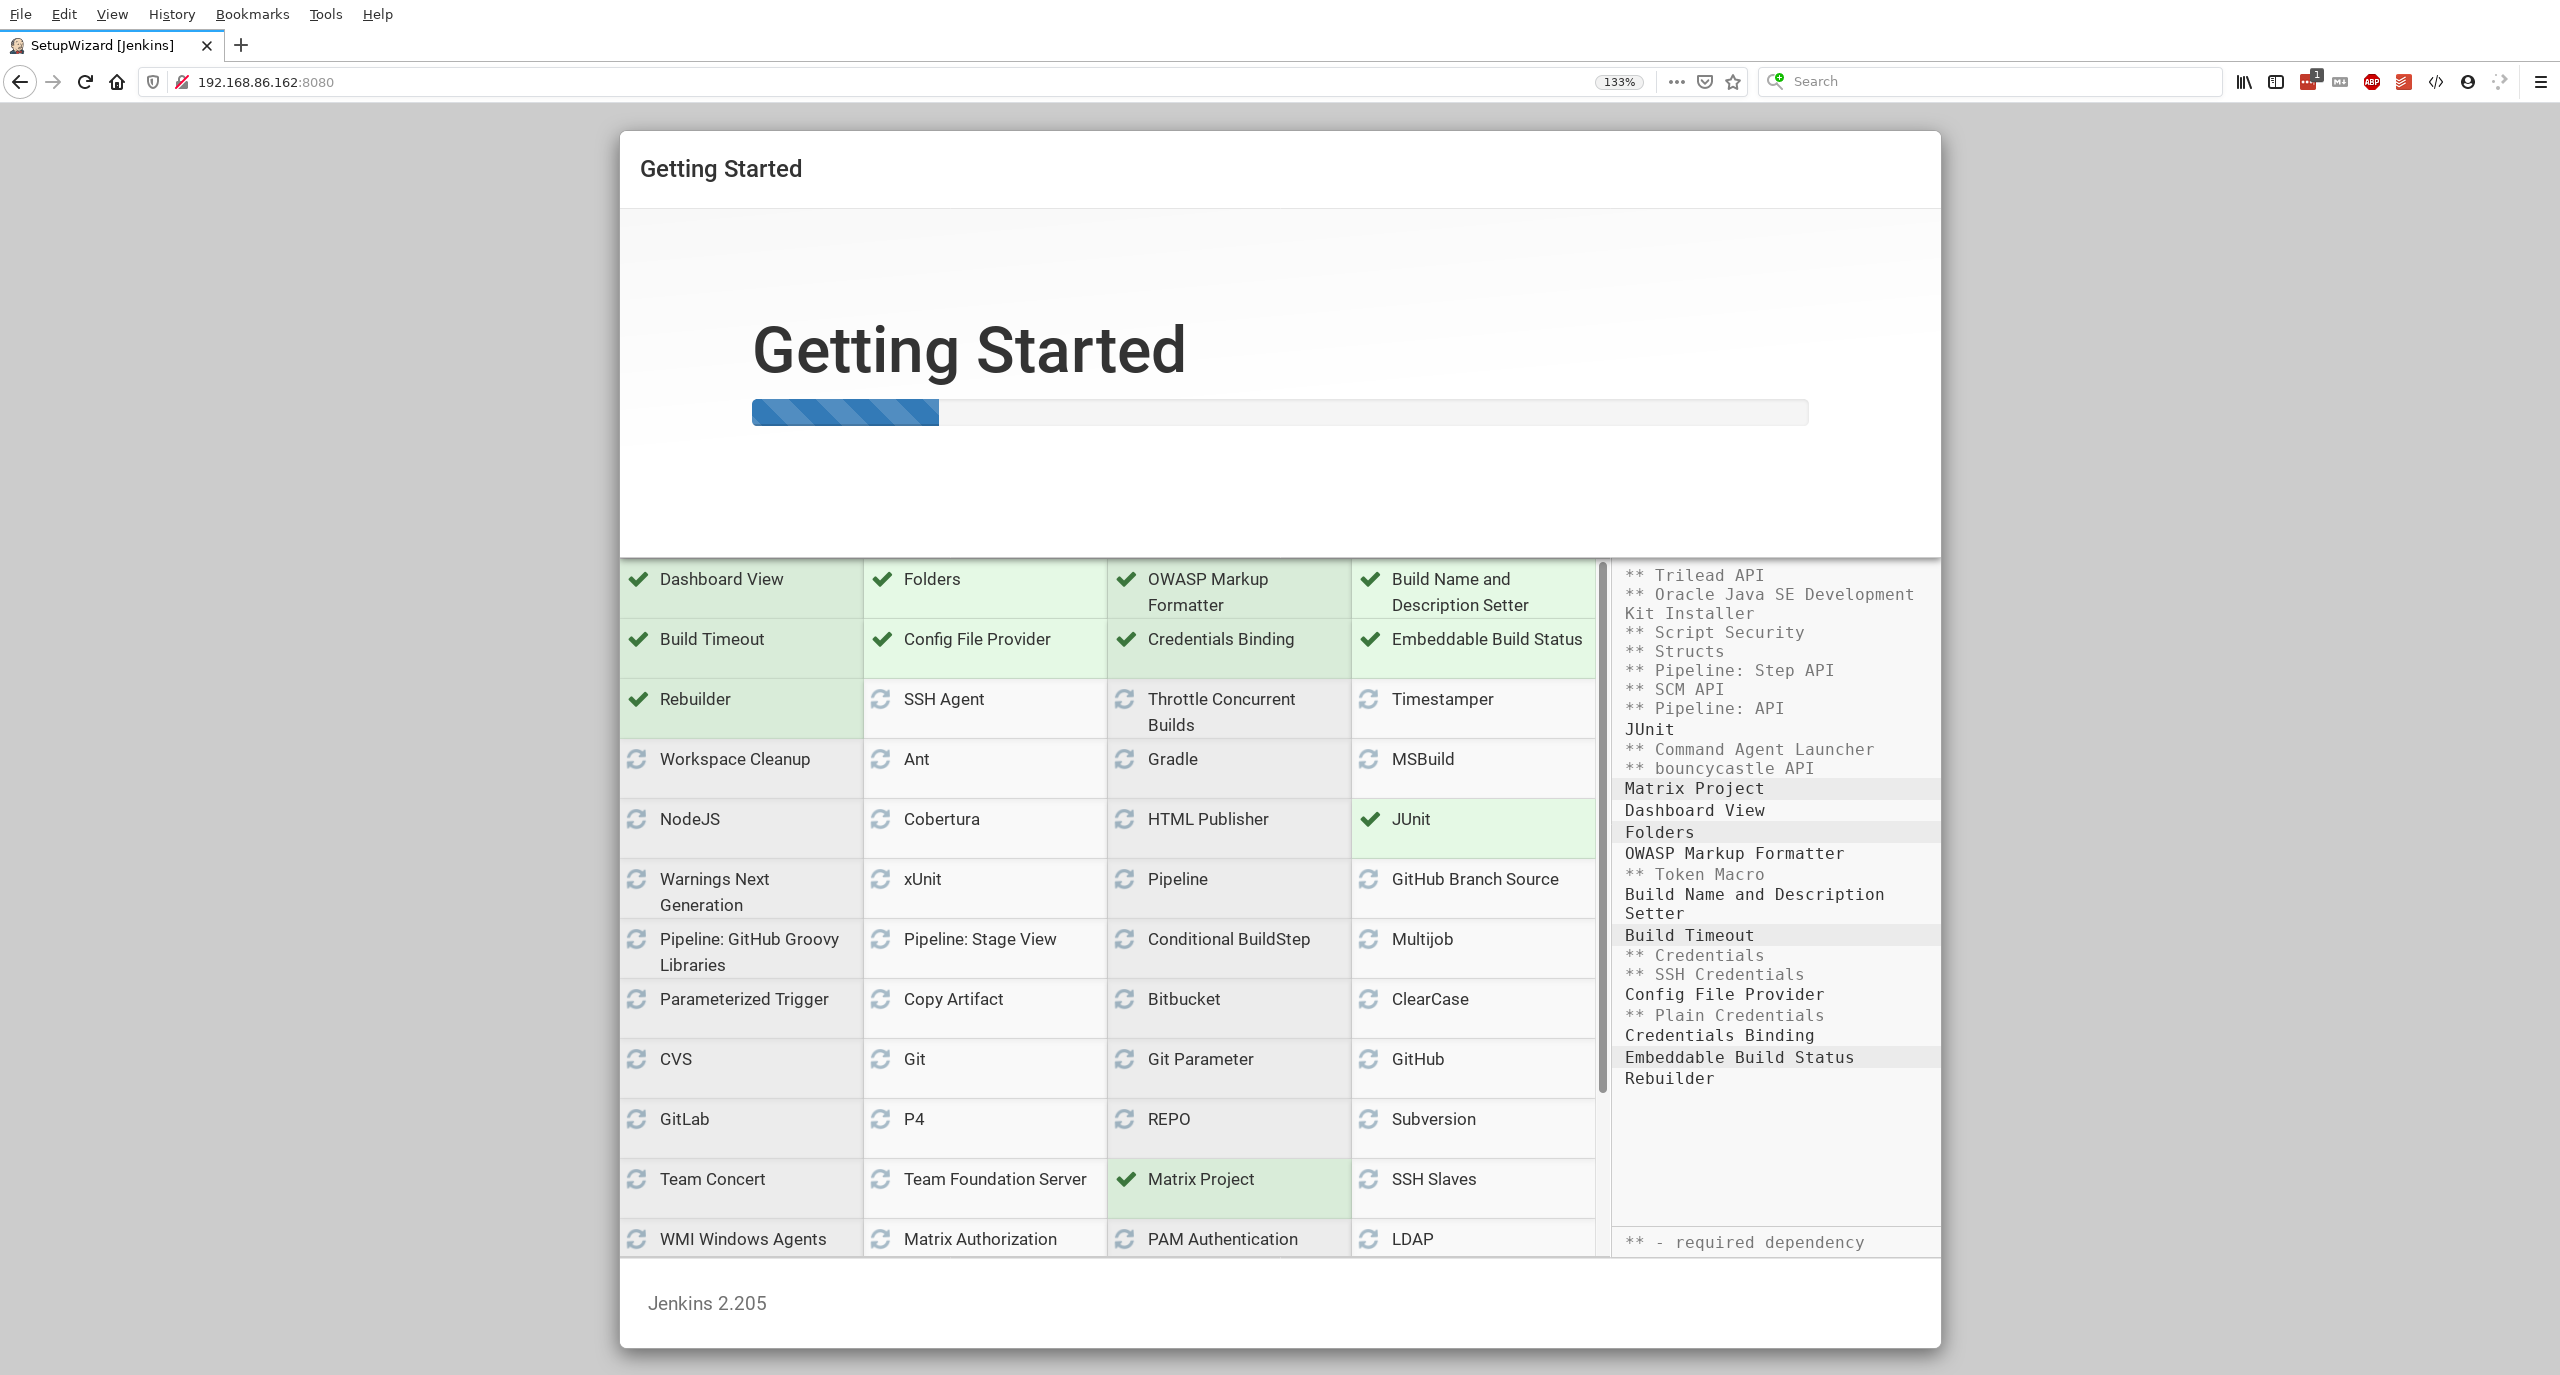 File Edit View History Bookmarks Tools Help
SetupWizard [Jenkins]
192.168.86.162:8080
133%
Search
1
ABP
Getting Started
Getting Started
Dashboard View
Folders
OWASP Markup
Formatter
Build Name and
Description Setter
Build Timeout
Config File Provider
Credentials Binding
Embeddable Build Status
Rebuilder
SSH Agent
Throttle Concurrent
Builds
Timestamper
Workspace Cleanup
Ant
Gradle
MSBuild
NodeJS
Cobertura
HTML Publisher
JUnit
Warnings Next
Generation
xUnit
Pipeline
GitHub Branch Source
Pipeline: GitHub Groovy
Libraries
Pipeline: Stage View
Conditional BuildStep
Multijob
Parameterized Trigger
Copy Artifact
Bitbucket
ClearCase
CVS
Git
Git Parameter
GitHub
GitLab
P4
REPO
Subversion
Team Concert
Team Foundation Server
Matrix Project
SSH Slaves
WMI Windows Agents
Matrix Authorization
PAM Authentication
LDAP
** Trilead API
** Oracle Java SE Development
Kit Installer
** Script Security
** Structs
** Pipeline: Step API
** SCM API
** Pipeline: API
JUnit
** Command Agent Launcher
** bouncycastle API
Matrix Project
Dashboard View
Folders
OWASP Markup Formatter
** Token Macro
Build Name and Description
Setter
Build Timeout
** Credentials
** SSH Credentials
Config File Provider
** Plain Credentials
Credentials Binding
Embeddable Build Status
Rebuilder
** - required dependency
Jenkins 2.205